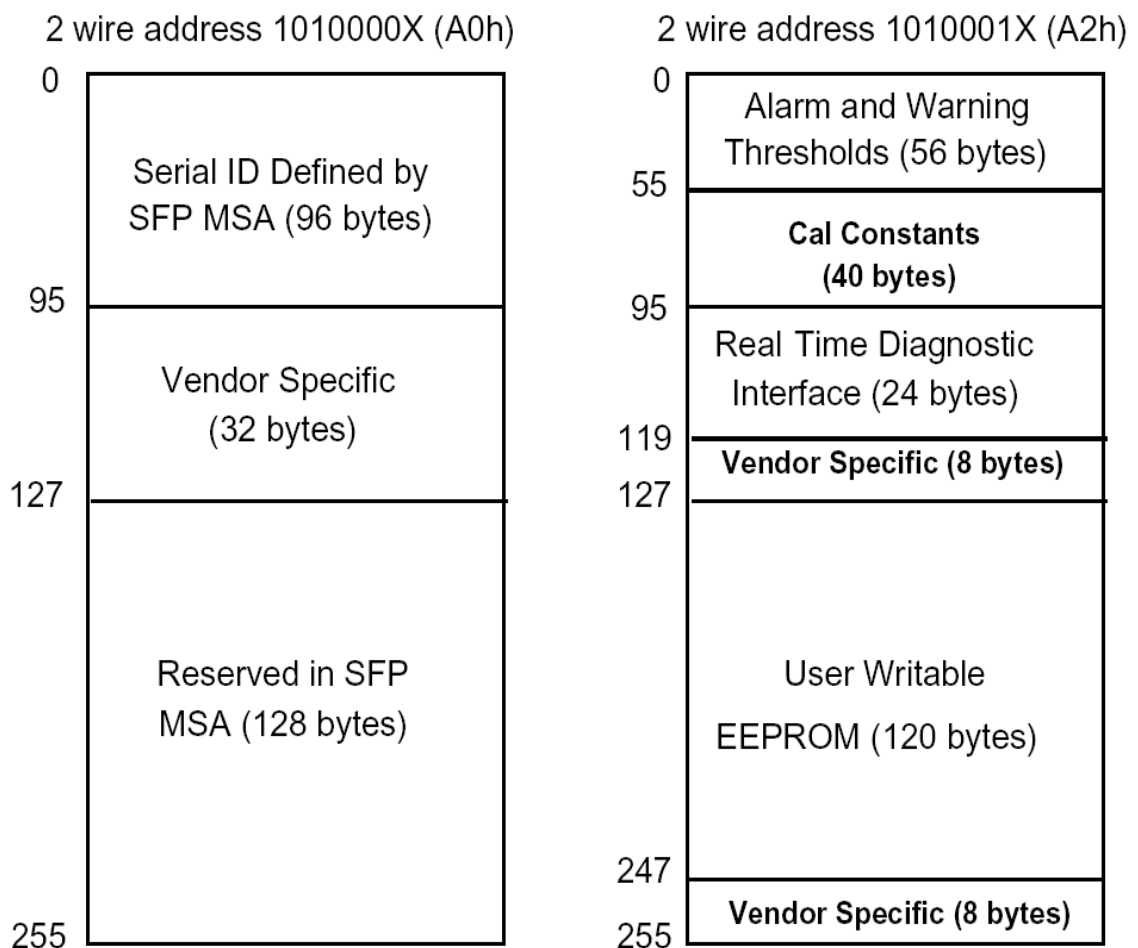 2 wire address 1010000X (A0h)
0
Serial ID Defined by
SFP MSA (96 bytes)
95
Vendor Specific
(32 bytes)
127
Reserved in SFP
MSA (128 bytes)
255
2 wire address 1010001X (A2h)
0
Alarm and Warning
Thresholds (56 bytes)
55
Cal Constants
(40 bytes)
95
Real Time Diagnostic
Interface (24 bytes)
119
Vendor Specific (8 bytes)
127
User Writable
EEPROM (120 bytes)
247
Vendor Specific (8 bytes)
255